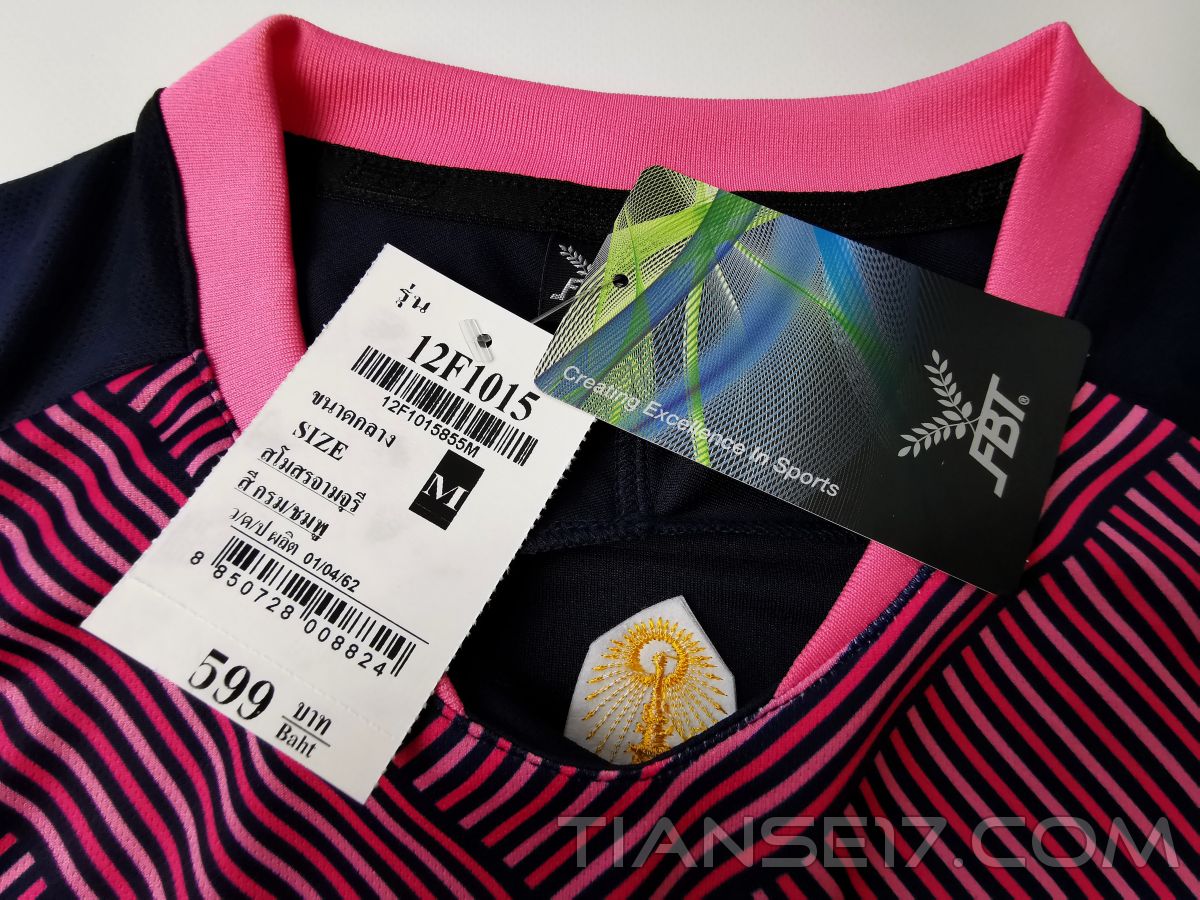 รุ่น
12F1015
12F1015855M
ขนาดกลาง
SIZE
M
สโมสรจามจุรี
สี กรม/ชมพู
ว/ด/ป ผลิต 01/04/62
8 850728 008824
599 บาท
Baht
Creating Excellence In Sports
FBT®
TIANSE17.COM